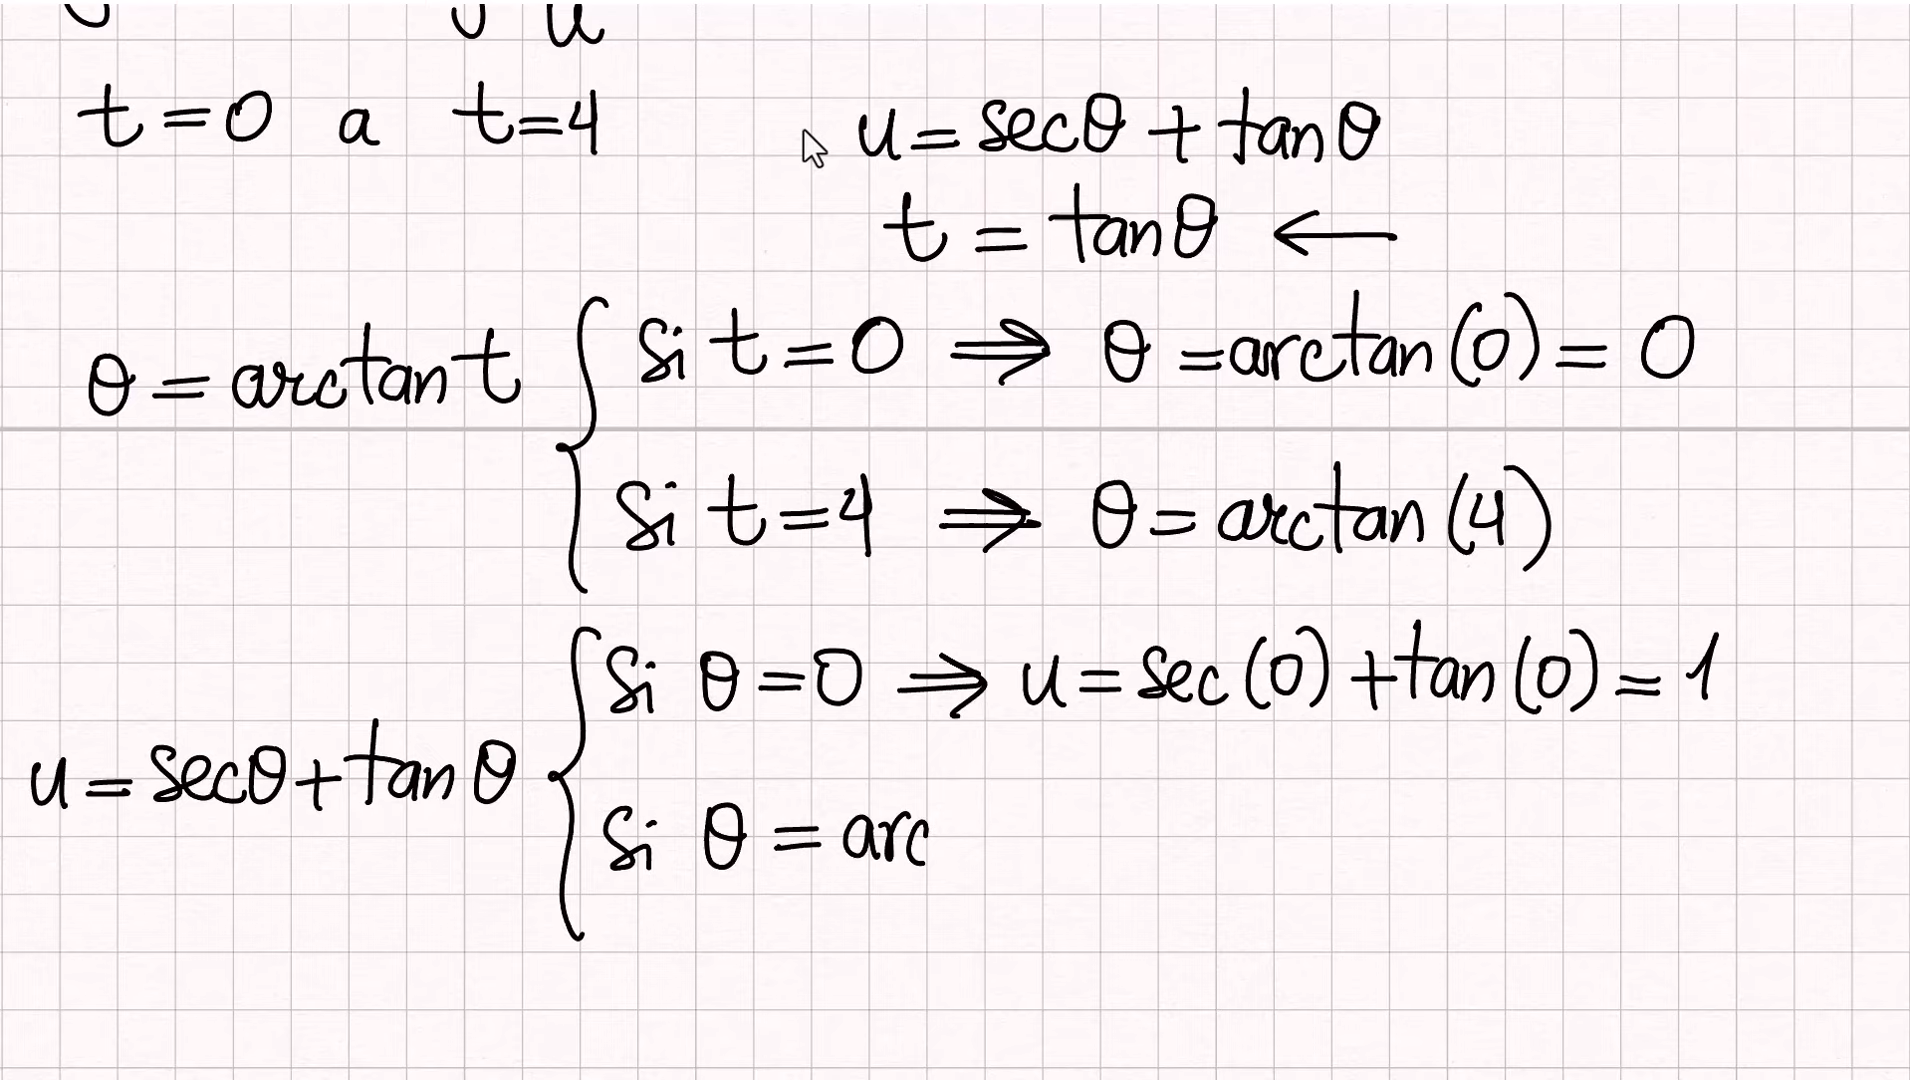 u
t=0 a t=4
u = secθ + tanθ
t = tanθ ←
θ = arctan t { si t=0 ⇒ θ = arctan(0) = 0
si t=4 ⇒ θ = arctan(4)
u = secθ + tanθ { si θ=0 ⇒ u = sec(0) + tan(0) = 1
si θ = arc